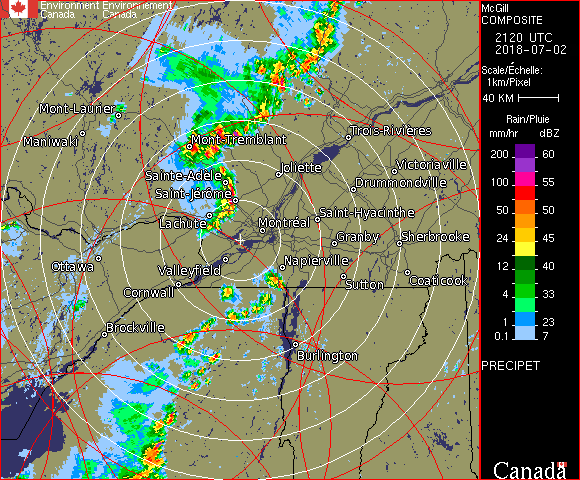 Environment Environnement
Canada Canada
McGill
COMPOSITE
2120 UTC
2018-07-02
Scale/Échelle:
1km/Pixel
40 KM
Rain/Pluie
mm/hr dBZ
200 60
55
100 55
50 50
24 45
12 40
4 33
1 23
0.1 7
PRECIPET
Canada
Mont-Laurier
Maniwaki
Mont-Tremblant
Trois-Rivières
Joliette
Victoriaville
Sainte-Adèle
Drummondville
Saint-Jérôme
Saint-Hyacinthe
Lachute
Montréal
Granby
Sherbrooke
Ottawa
Valleyfield
Napierville
Cornwall
Sutton
Coaticook
Brockville
Burlington